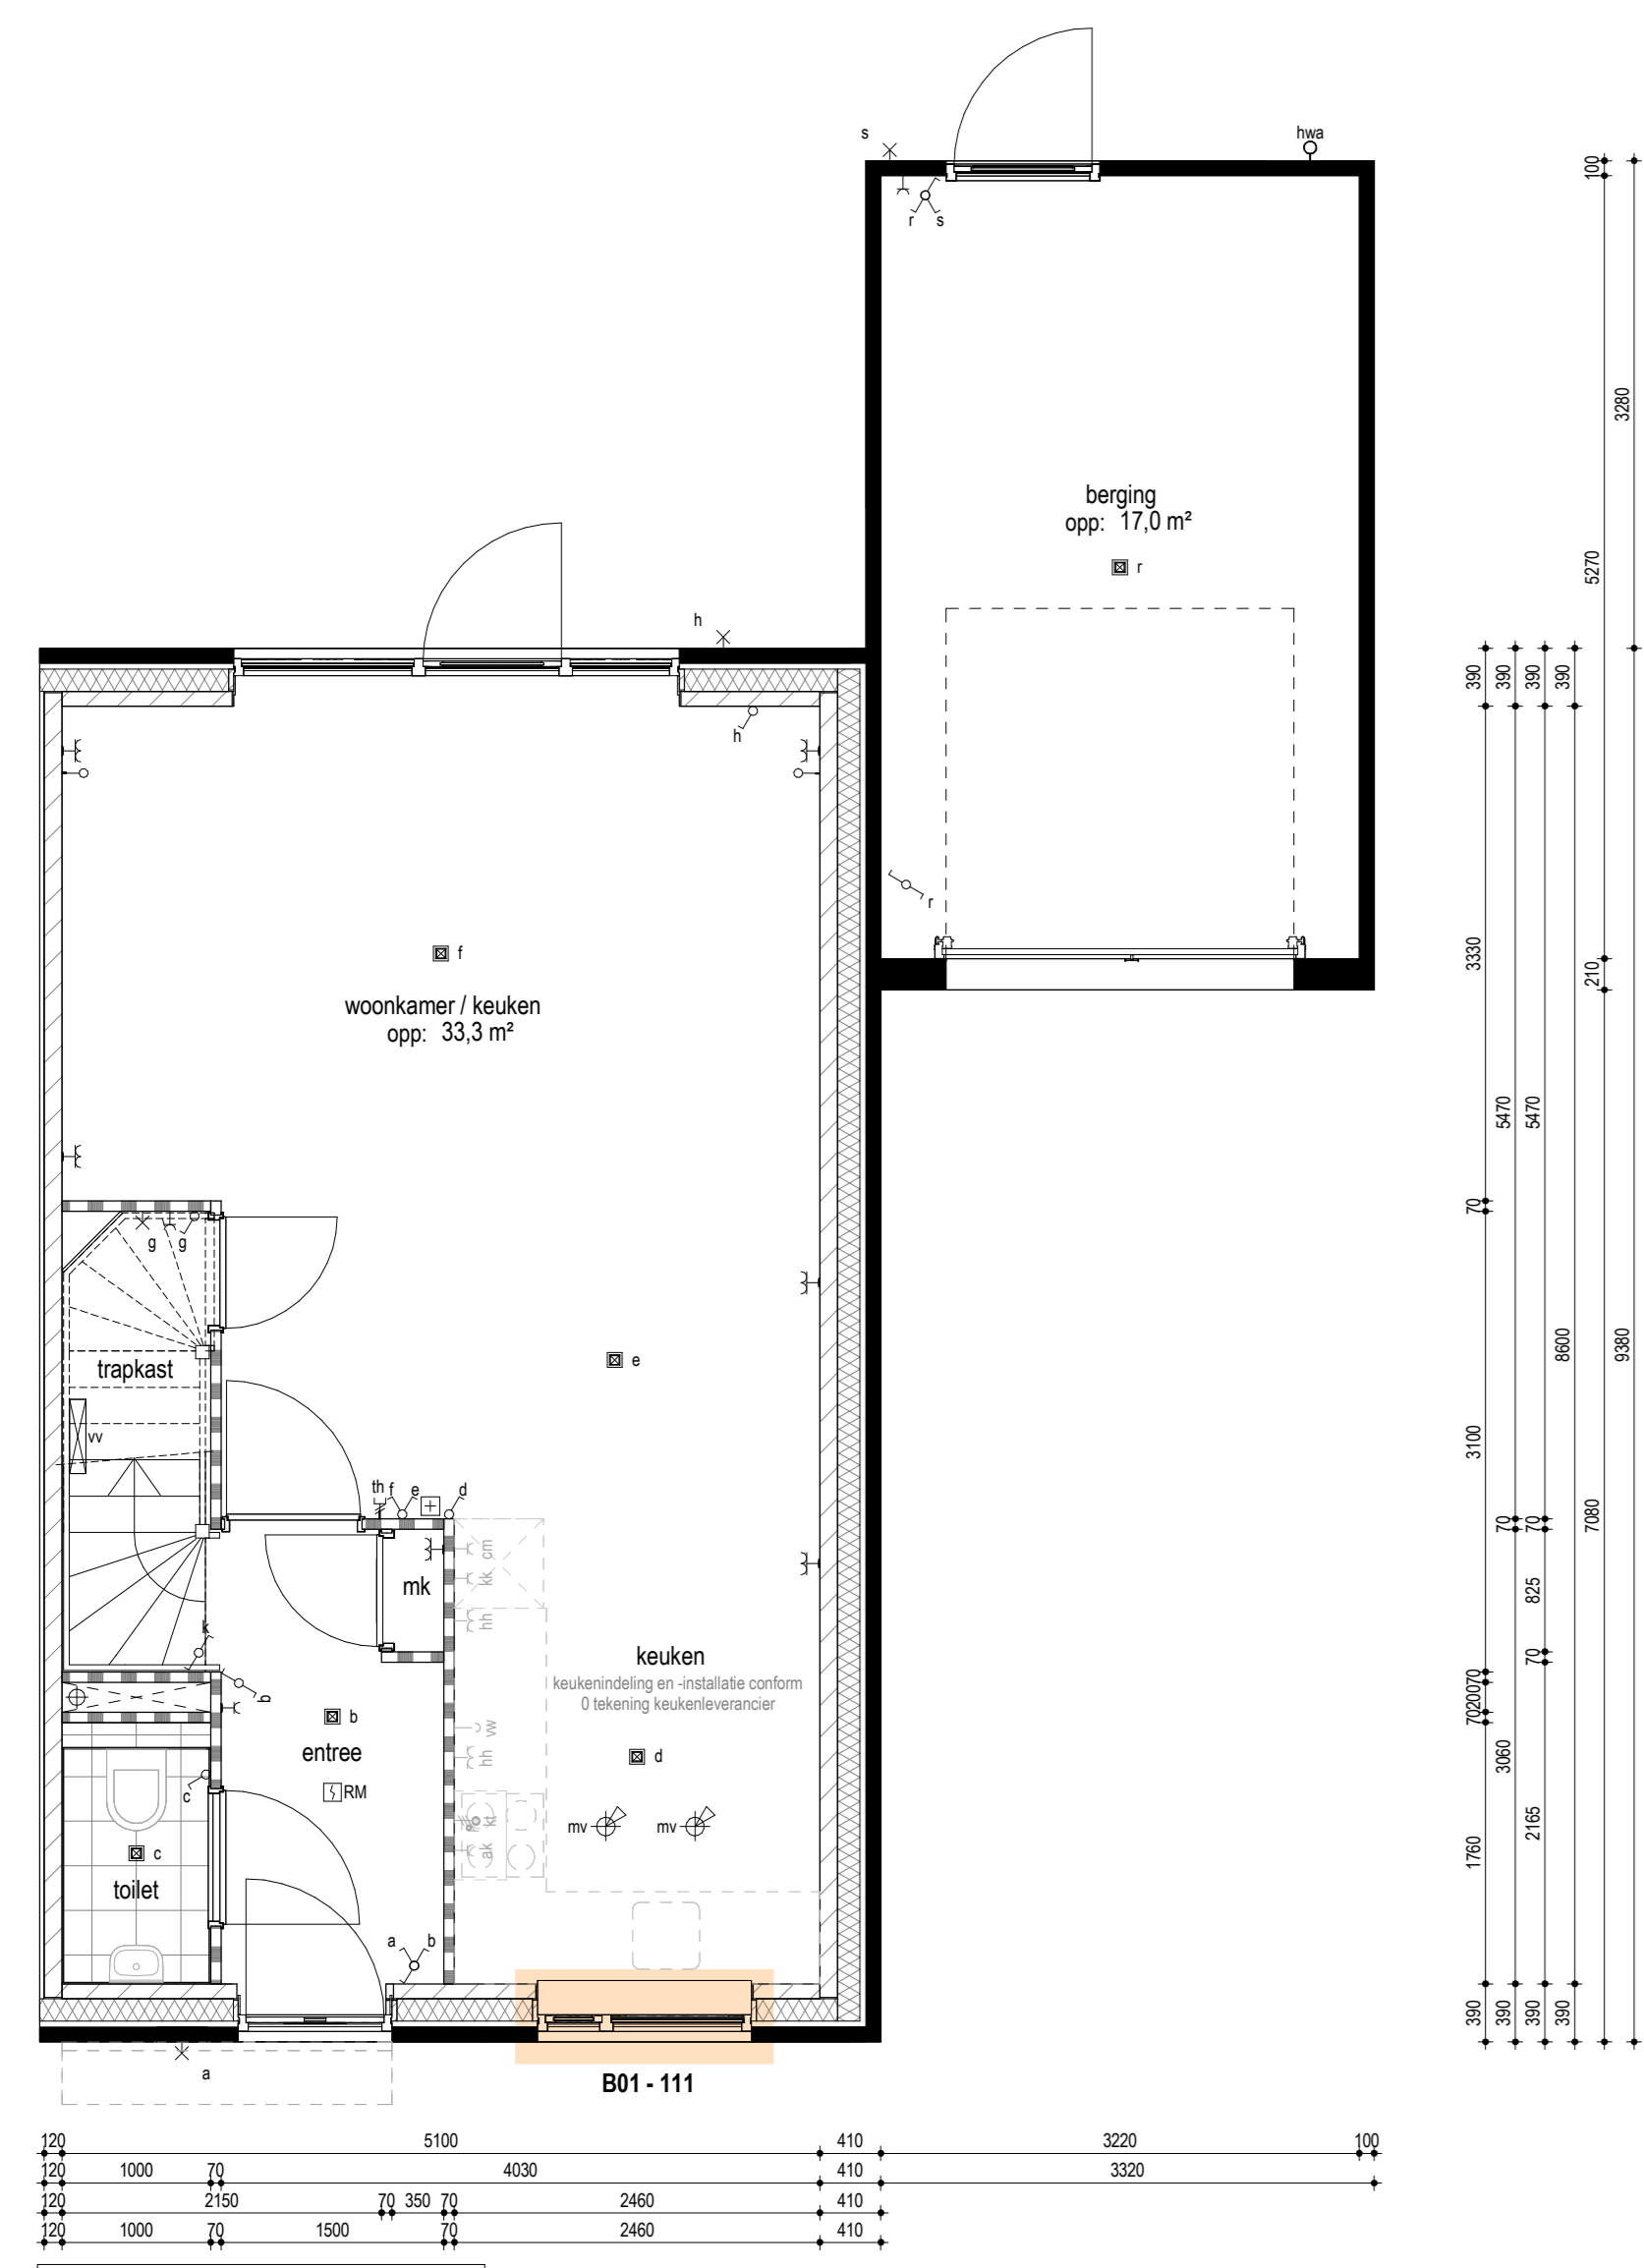 s
hwa
r s
berging
opp: 17,0 m²
r
h
h
r
f
woonkamer / keuken
opp: 33,3 m²
g g
trapkast
vv
e
th f e d
mk
cm
kk
hh
k
b
b
entree
RM
keuken
keukenindeling en -installatie conform
0 tekening keukenleverancier
vw
hh
d
kt
ak
mv mv
c
c
toilet
a b
a
B01 - 111
120 5100 410 3220 100
120 1000 70 4030 410 3320
120 2150 70 350 70 2460 410
120 1000 70 1500 70 2460 410
390 3330 70 3100 70 200 70 1760 390
390 5470 70 3060 390
390 5470 70 825 70 2165 390
390 8600 390
100 5270 210 7080
3280 9380